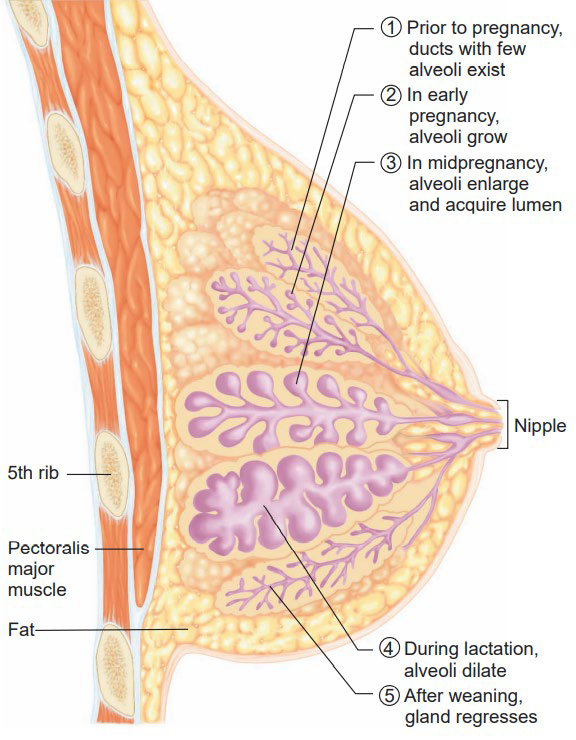 ① Prior to pregnancy,
ducts with few
alveoli exist
② In early
pregnancy,
alveoli grow
③ In midpregnancy,
alveoli enlarge
and acquire lumen
Nipple
5th rib
Pectoralis
major
muscle
Fat
④ During lactation,
alveoli dilate
⑤ After weaning,
gland regresses